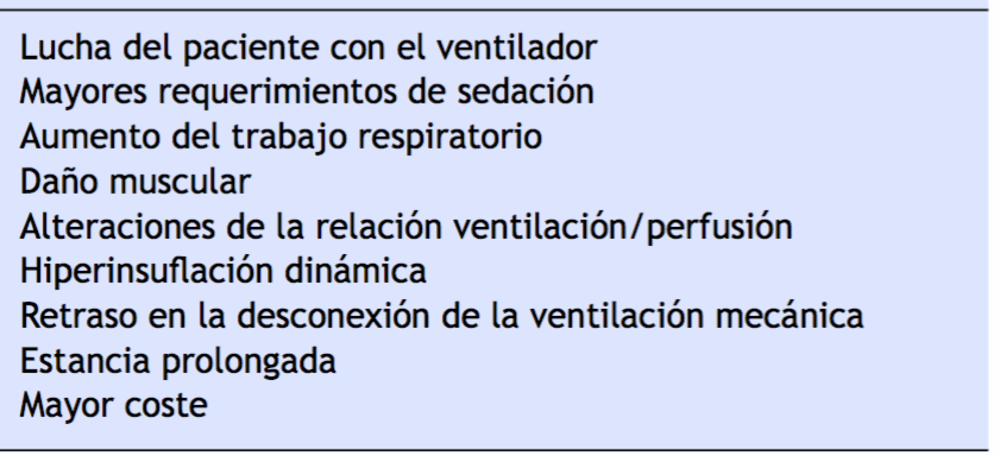 Lucha del paciente con el ventilador
Mayores requerimientos de sedación
Aumento del trabajo respiratorio
Daño muscular
Alteraciones de la relación ventilación/perfusión
Hiperinsuflación dinámica
Retraso en la desconexión de la ventilación mecánica
Estancia prolongada
Mayor coste